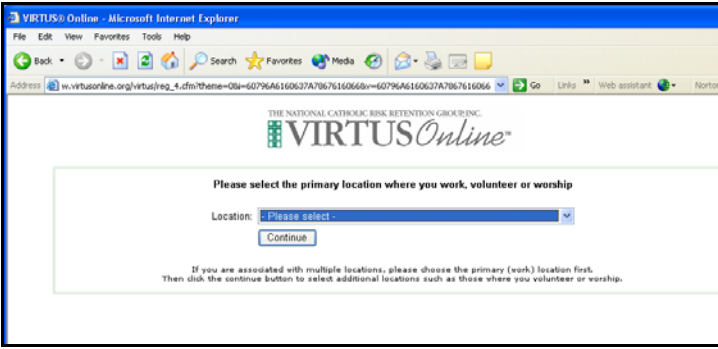 VIRTUS® Online - Microsoft Internet Explorer
File Edit View Favorites Tools Help
Back Search Favorites Media
Address w.virtusonline.org/virtus/reg_4.cfm?theme=0&i=60796A6160637A7867616066&v=60796A6160637A7867616066 Go Links » Web assistant Norton
THE NATIONAL CATHOLIC RISK RETENTION GROUP, INC.
VIRTUS Online™
Please select the primary location where you work, volunteer or worship
Location: - Please select -
Continue
If you are associated with multiple locations, please choose the primary (work) location first.
Then click the continue button to select additional locations such as those where you volunteer or worship.